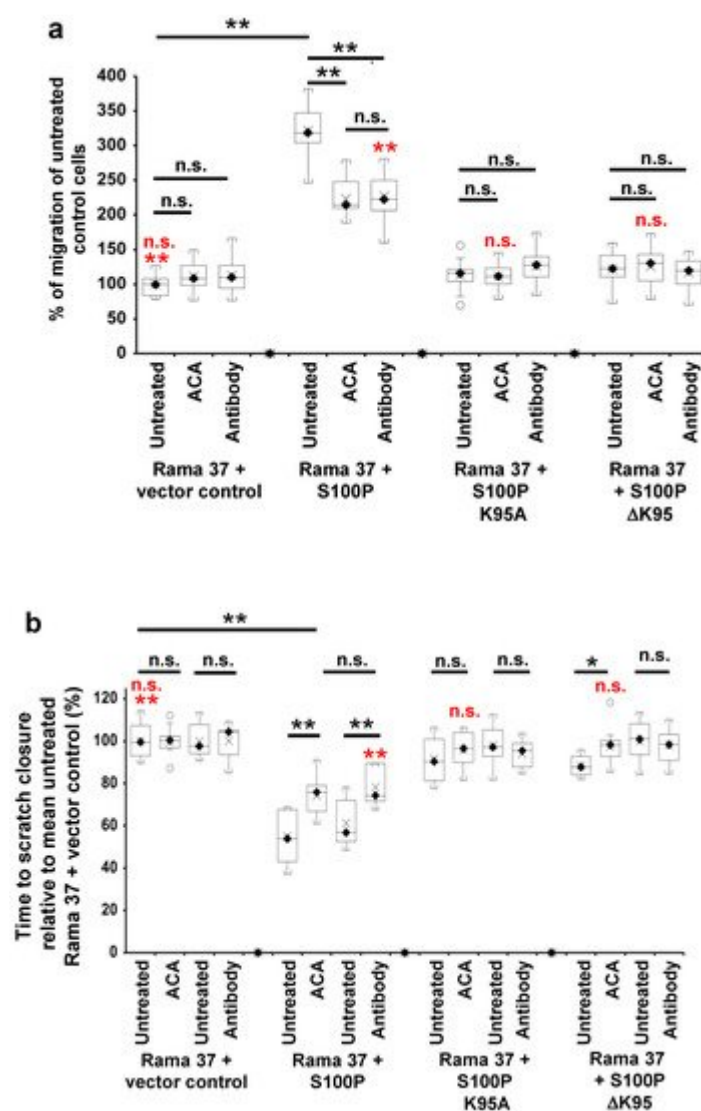 a
**
**
**
n.s.
**
n.s.
n.s.
n.s.
**
n.s.
n.s.
n.s.
n.s.
n.s.
n.s.
% of migration of untreated
control cells
400
350
300
250
200
150
100
50
0
Untreated
ACA
Antibody
Untreated
ACA
Antibody
Untreated
ACA
Antibody
Untreated
ACA
Antibody
Rama 37 +
vector control
Rama 37 +
S100P
Rama 37 +
S100P
K95A
Rama 37
+ S100P
ΔK95
b
**
n.s.
n.s.
n.s.
**
n.s.
**
**
**
n.s.
n.s.
n.s.
*
n.s.
n.s.
Time to scratch closure
relative to mean untreated
Rama 37 + vector control (%)
120
100
80
60
40
20
0
Untreated
ACA
Untreated
Antibody
Untreated
ACA
Untreated
Antibody
Untreated
ACA
Untreated
Antibody
Untreated
ACA
Untreated
Antibody
Rama 37 +
vector control
Rama 37 +
S100P
Rama 37 +
S100P
K95A
Rama 37
+ S100P
ΔK95